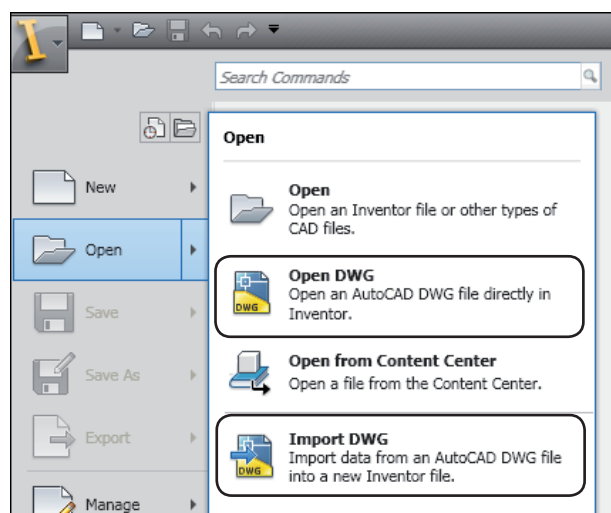 Search Commands
Open
New
Open
Save
Save As
Export
Manage
Open
Open an Inventor file or other types of
CAD files.
DWG
Open DWG
Open an AutoCAD DWG file directly in
Inventor.
Open from Content Center
Open a file from the Content Center.
DWG
Import DWG
Import data from an AutoCAD DWG file
into a new Inventor file.